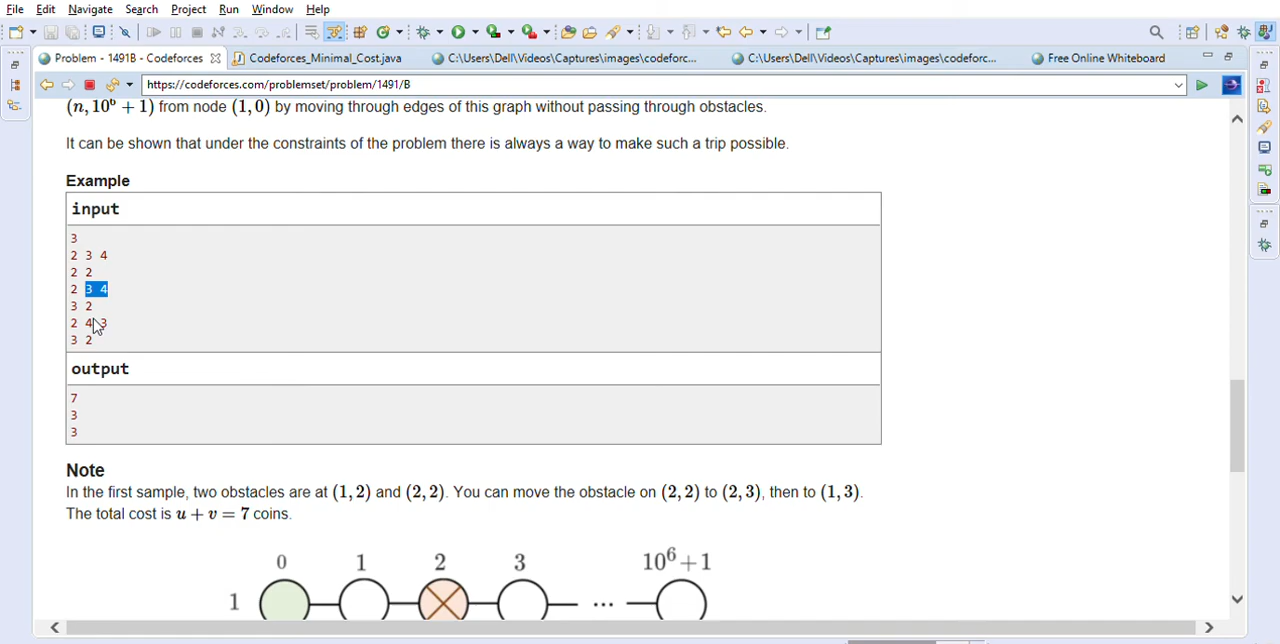 File Edit Navigate Search Project Run Window Help
Problem - 1491B - Codeforces
Codeforces_Minimal_Cost.java
C:\Users\Dell\Videos\Captures\images\codeforc...
C:\Users\Dell\Videos\Captures\images\codeforc...
Free Online Whiteboard
https://codeforces.com/problemset/problem/1491/B
(n, 10⁶ + 1) from node (1, 0) by moving through edges of this graph without passing through obstacles.
It can be shown that under the constraints of the problem there is always a way to make such a trip possible.
Example
input
3
2 3 4
2 2
2 3 4
3 2
2 4 3
3 2
output
7
3
3
Note
In the first sample, two obstacles are at (1, 2) and (2, 2). You can move the obstacle on (2, 2) to (2, 3), then to (1, 3).
The total cost is u + v = 7 coins.
0 1 2 3 10⁶+1
1 ...